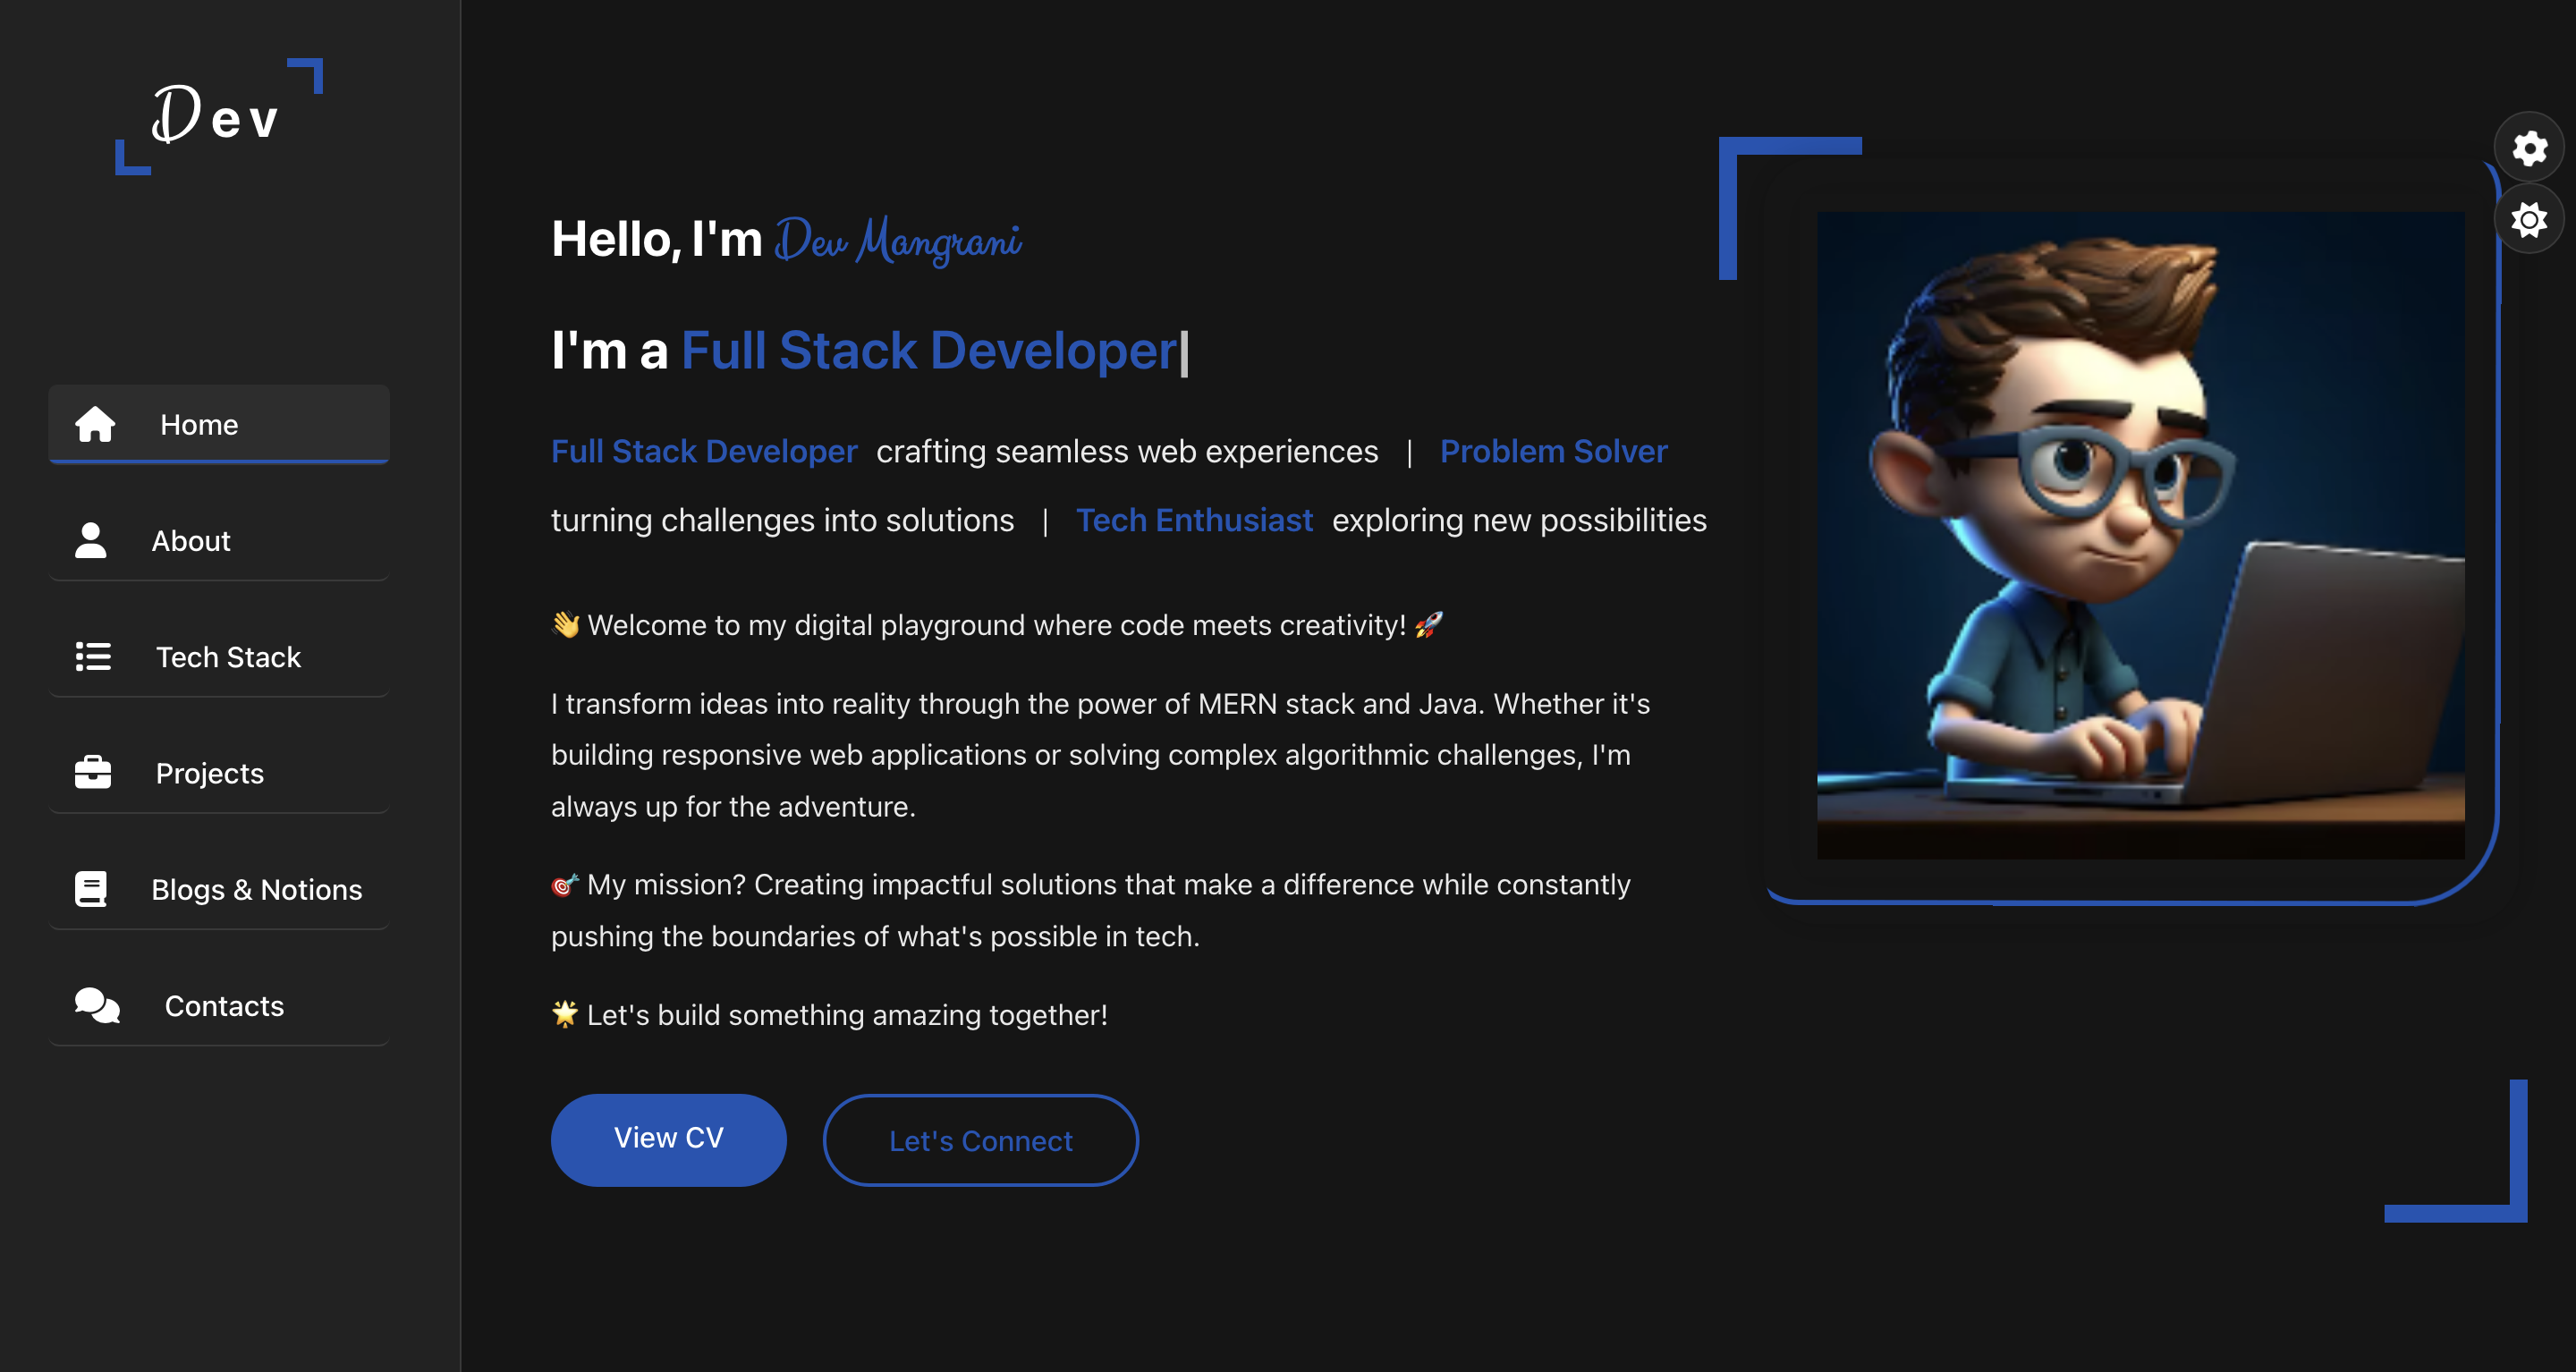 Dev
Home
About
Tech Stack
Projects
Blogs & Notions
Contacts
Hello, I'm Dev Mangrani
I'm a Full Stack Developer|
Full Stack Developer crafting seamless web experiences | Problem Solver
turning challenges into solutions | Tech Enthusiast exploring new possibilities
👋 Welcome to my digital playground where code meets creativity! 🚀
I transform ideas into reality through the power of MERN stack and Java. Whether it's
building responsive web applications or solving complex algorithmic challenges, I'm
always up for the adventure.
🎯 My mission? Creating impactful solutions that make a difference while constantly
pushing the boundaries of what's possible in tech.
🌟 Let's build something amazing together!
View CV
Let's Connect